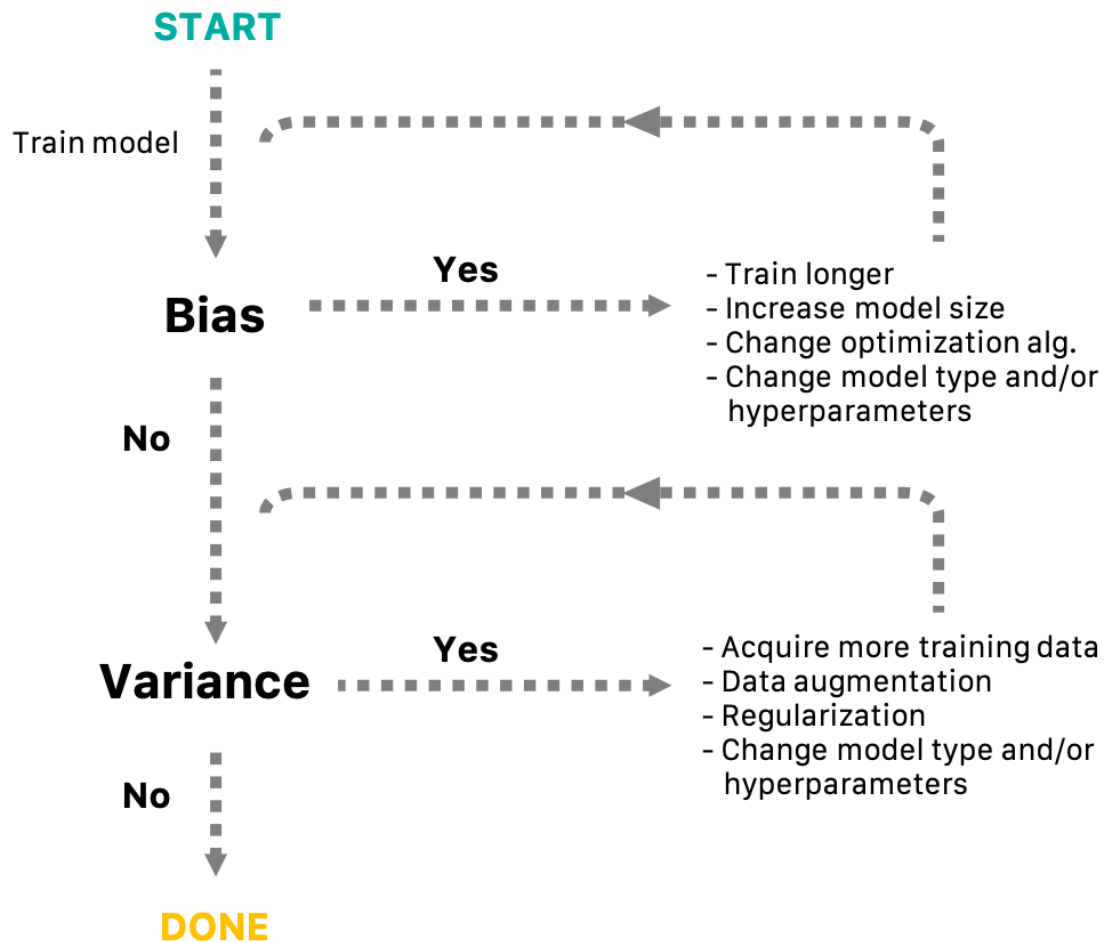 START
Train model
Yes
Bias
- Train longer
- Increase model size
- Change optimization alg.
- Change model type and/or
hyperparameters
No
Yes
Variance
- Acquire more training data
- Data augmentation
- Regularization
- Change model type and/or
hyperparameters
No
DONE